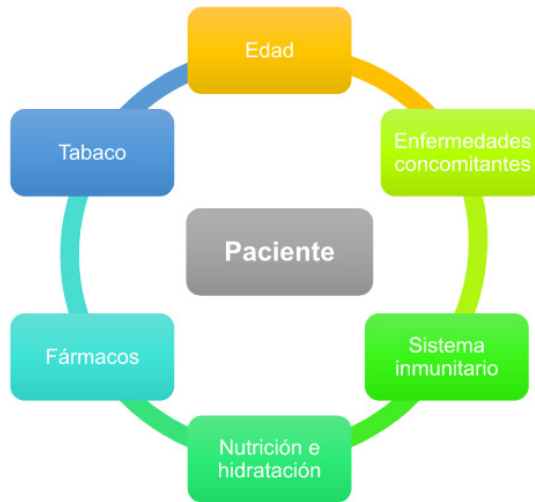 Edad
Enfermedades
concomitantes
Sistema
inmunitario
Nutrición e
hidratación
Fármacos
Tabaco
Paciente